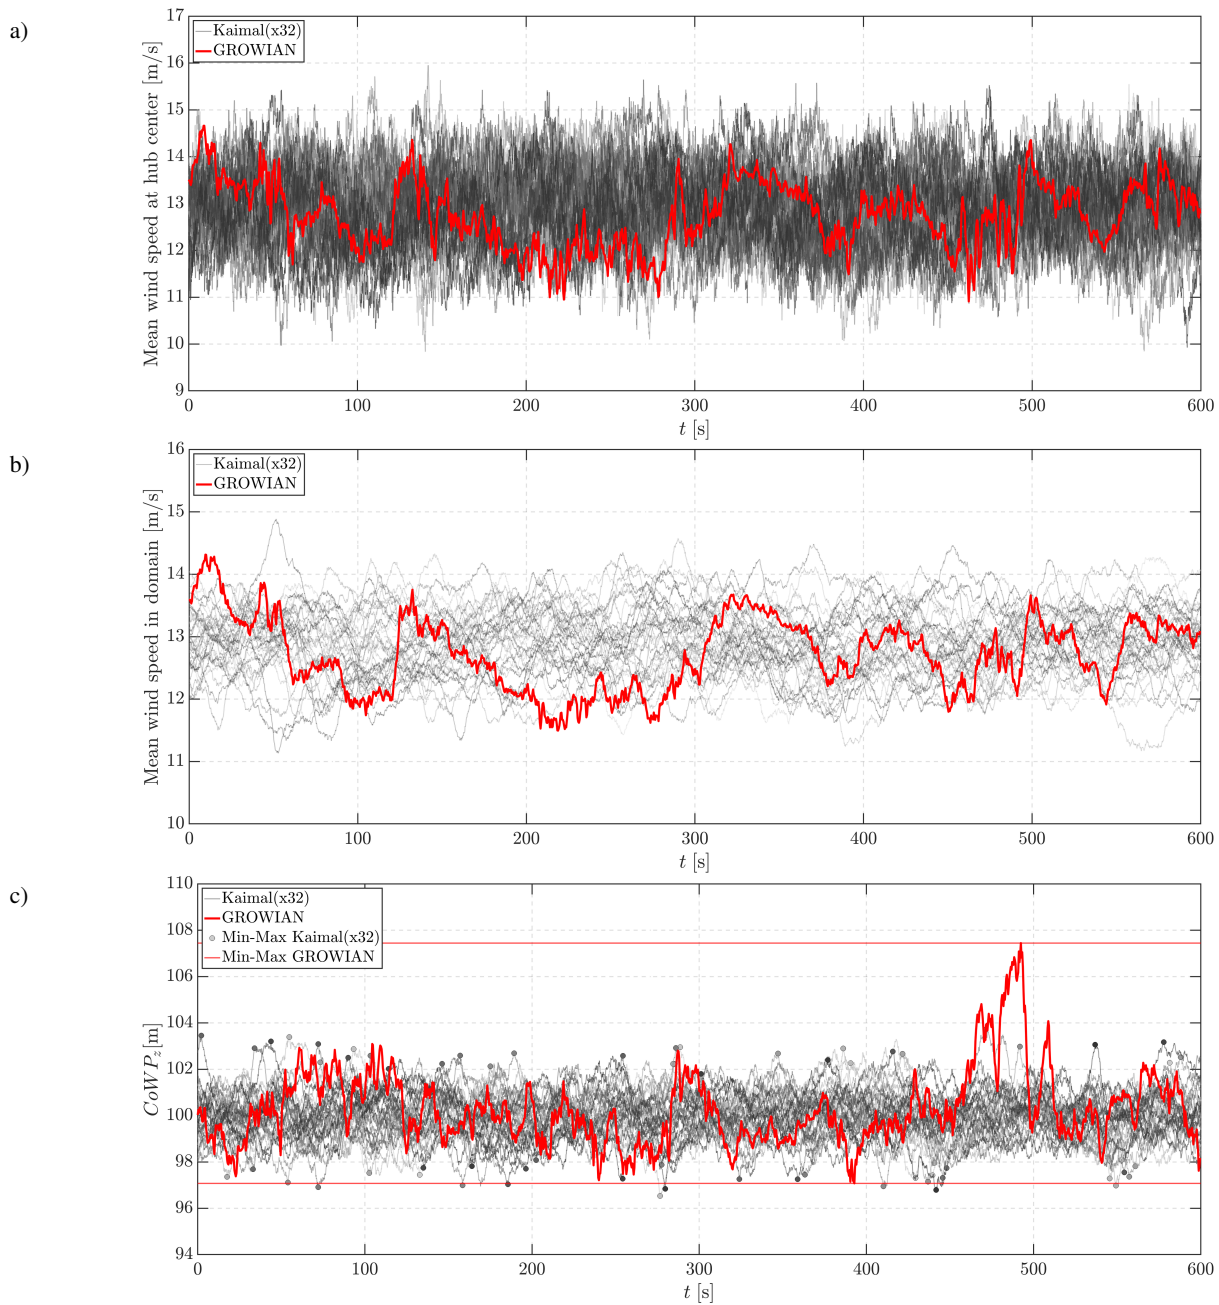 a)
Mean wind speed at hub center [m/s]
17
16
15
14
13
12
11
10
9
Kaimal(x32)
GROWIAN
0 100 200 300 400 500 600
t [s]
b)
Mean wind speed in domain [m/s]
16
15
14
13
12
11
10
Kaimal(x32)
GROWIAN
0 100 200 300 400 500 600
t [s]
c)
CoWP_z[m]
110
108
106
104
102
100
98
96
94
Kaimal(x32)
GROWIAN
Min-Max Kaimal(x32)
Min-Max GROWIAN
0 100 200 300 400 500 600
t [s]